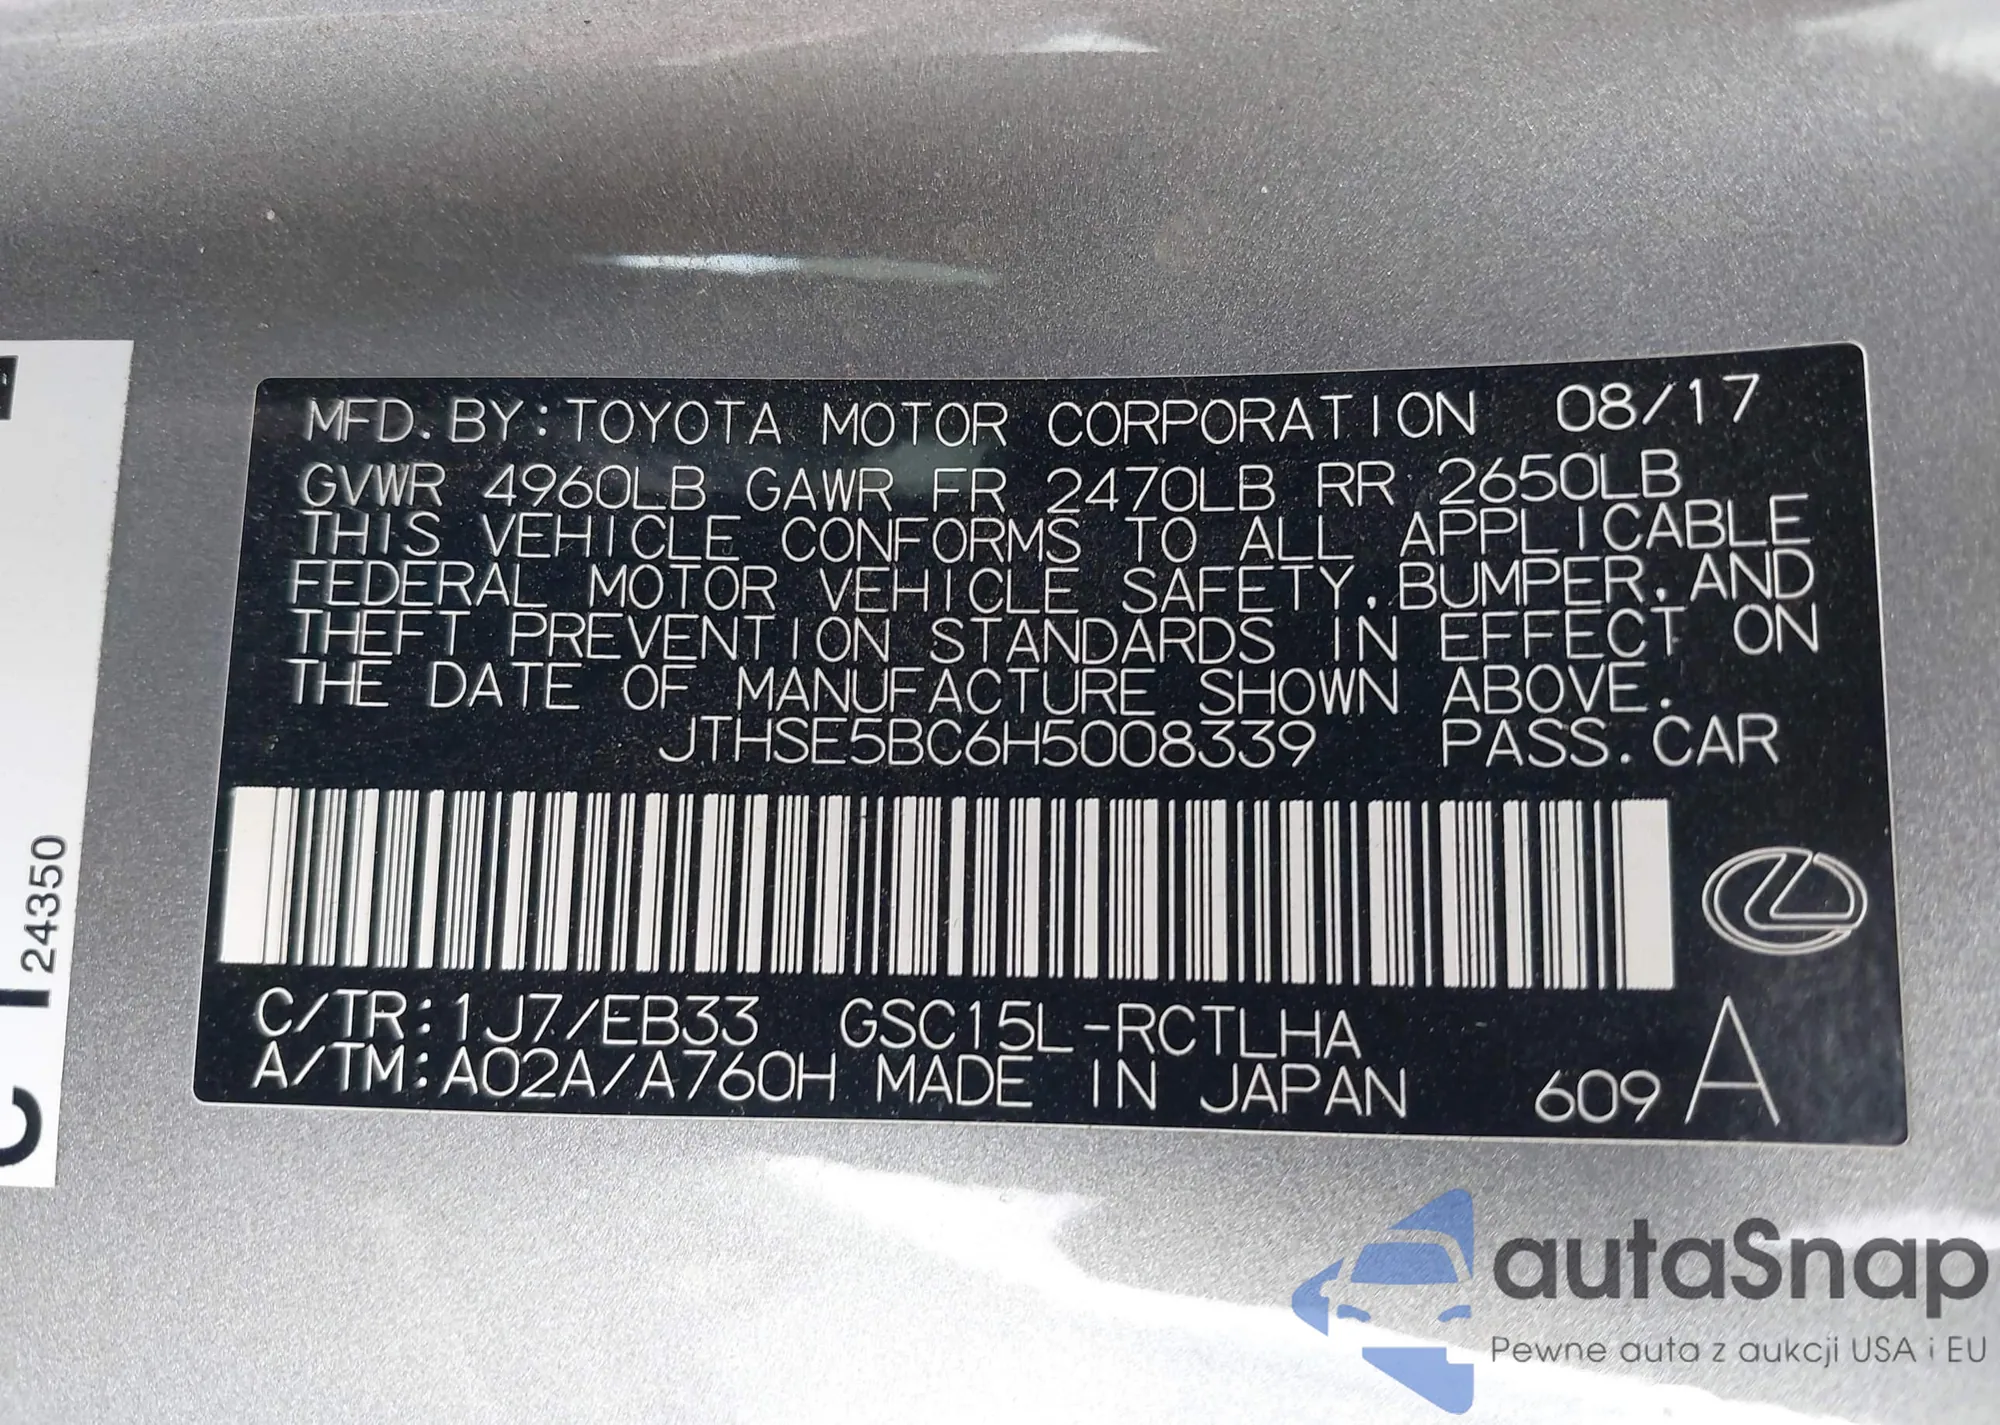 MFD. BY: TOYOTA MOTOR CORPORATION 08/17
GVWR 4960LB GAWR FR 2470LB RR 2650LB
THIS VEHICLE CONFORMS TO ALL APPLICABLE
FEDERAL MOTOR VEHICLE SAFETY, BUMPER, AND
THEFT PREVENTION STANDARDS IN EFFECT ON
THE DATE OF MANUFACTURE SHOWN ABOVE.
JTHSE5BC6H5008339 PASS. CAR
C/TR: 1J7/EB33 GSC15L-RCTLHA
A/TM: A02A/A760H MADE IN JAPAN 609 A
24350
autaSnap
Pewne auta z aukcji USA i EU